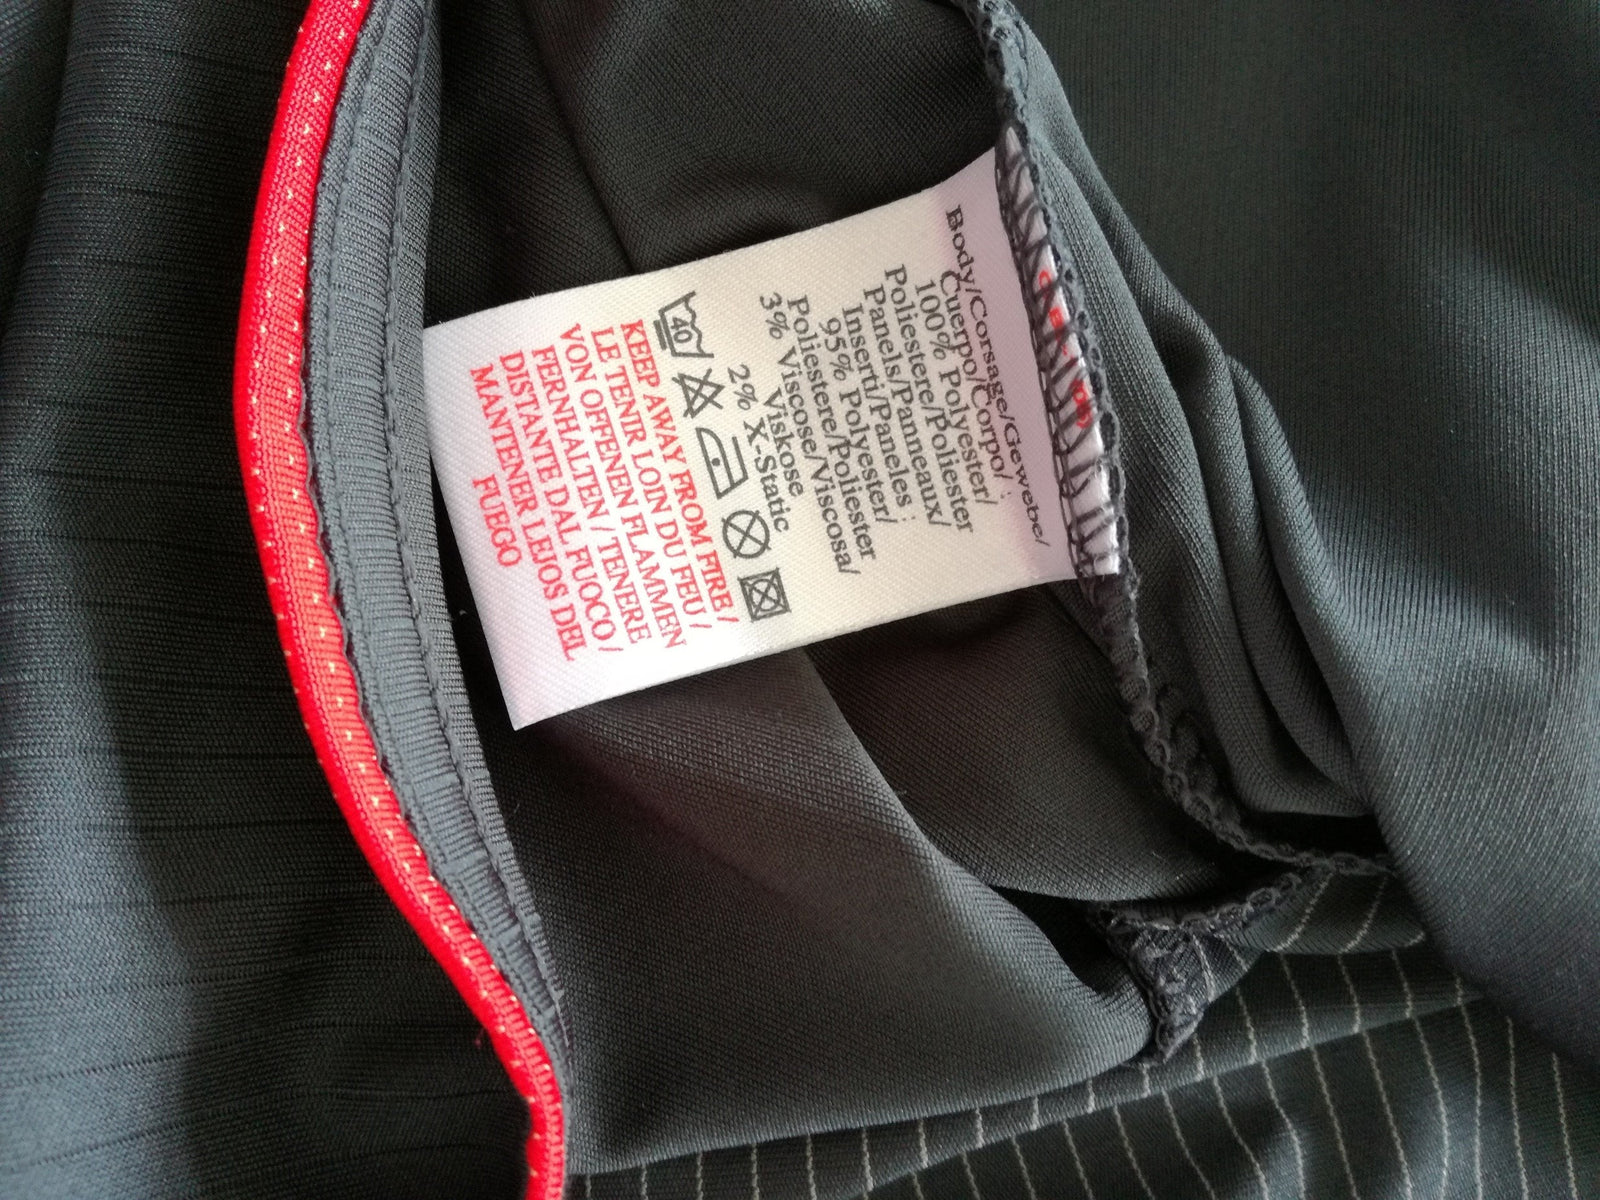 Body/Corsage/Gewebe/
Cuerpo/Corpo/ :
100% Polyester/
Poliestere/Poliester
Panels/Panneaux/
Inserti/Paneles :
95% Polyester/
Poliestere/Poliester
3% Viscose/Viscosa/
Viskose
2% X-Static
40
KEEP AWAY FROM FIRE/
LE TENIR LOIN DU FEU/
VON OFFENEN FLAMMEN
FERNHALTEN/ TENERE
DISTANTE DAL FUOCO/
MANTENER LEJOS DEL
FUEGO